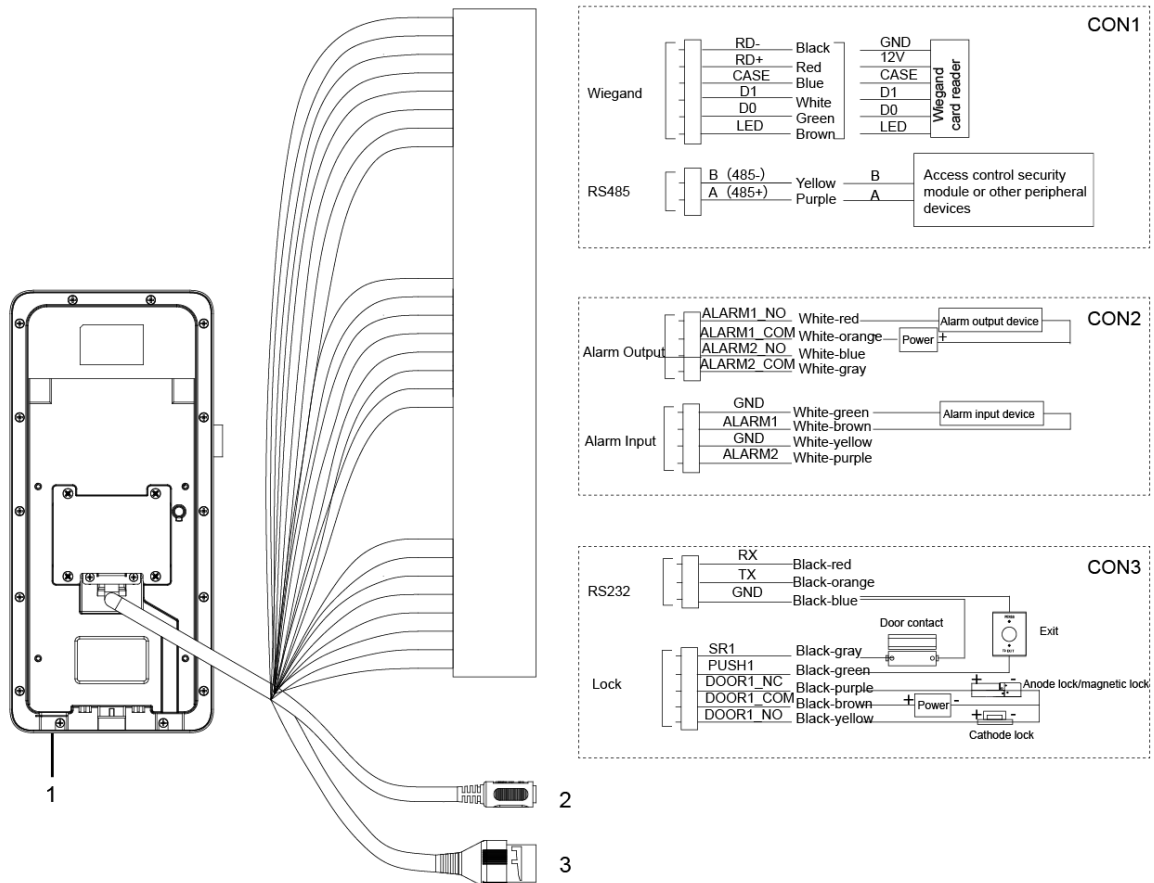 CON1
Wiegand
RD- Black GND
RD+ Red 12V
CASE Blue CASE
D1 White D1
D0 Green D0
LED Brown LED
Wiegand
card reader
RS485
B (485-) Yellow B
A (485+) Purple A
Access control security
module or other peripheral
devices
CON2
Alarm Output
ALARM1_NO White-red Alarm output device
ALARM1_COM White-orange Power +
ALARM2_NO White-blue
ALARM2_COM White-gray
Alarm Input
GND White-green Alarm input device
ALARM1 White-brown
GND White-yellow
ALARM2 White-purple
CON3
RS232
RX Black-red
TX Black-orange
GND Black-blue
Door contact
Exit
Lock
SR1 Black-gray
PUSH1 Black-green
DOOR1_NC Black-purple + - Anode lock/magnetic lock
DOOR1_COM Black-brown + Power -
DOOR1_NO Black-yellow + -
Cathode lock
1
2
3